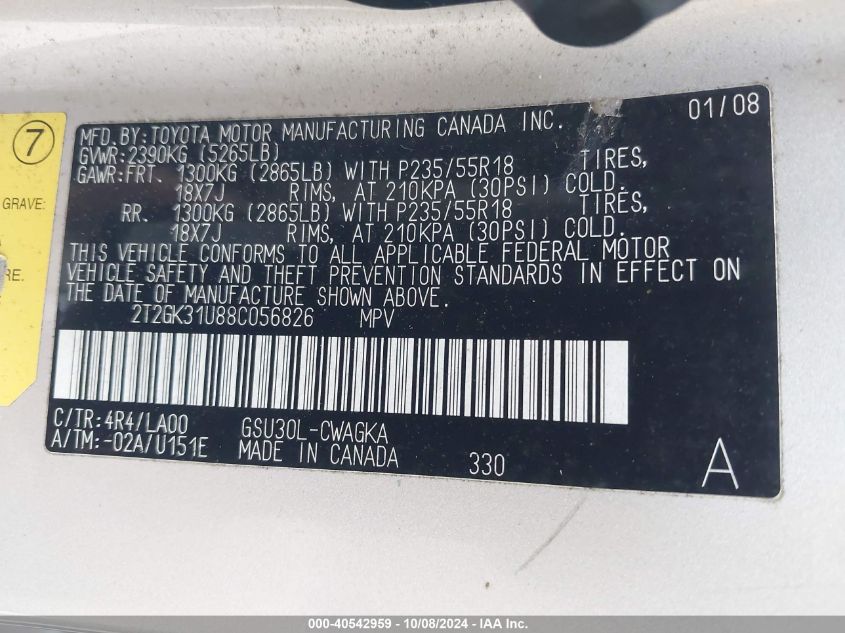 7
GRAVE:
RE.
01/08
MFD.BY:TOYOTA MOTOR MANUFACTURING CANADA INC.
GVWR:2390KG (5265LB)
GAWR:FRT. 1300KG (2865LB) WITH P235/55R18 TIRES,
18X7J RIMS, AT 210KPA (30PSI) COLD.
RR. 1300KG (2865LB) WITH P235/55R18 TIRES,
18X7J RIMS, AT 210KPA (30PSI) COLD.
THIS VEHICLE CONFORMS TO ALL APPLICABLE FEDERAL MOTOR
VEHICLE SAFETY AND THEFT PREVENTION STANDARDS IN EFFECT ON
THE DATE OF MANUFACTURE SHOWN ABOVE.
2T2GK31U88C056826 MPV
C/TR:4R4/LA00 GSU30L-CWAGKA
A/TM:-02A/U151E MADE IN CANADA 330 A
000-40542959 - 10/08/2024 - IAA Inc.